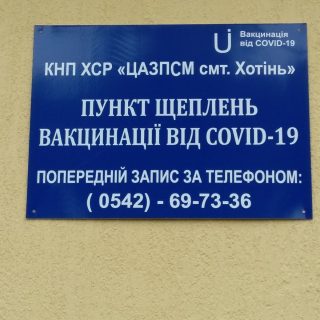 Вакцинація
від COVID-19
КНП ХСР «ЦАЗПСМ смт. Хотінь»
ПУНКТ ЩЕПЛЕНЬ
ВАКЦИНАЦІЇ ВІД COVID-19
ПОПЕРЕДНІЙ ЗАПИС ЗА ТЕЛЕФОНОМ:
( 0542) - 69-73-36